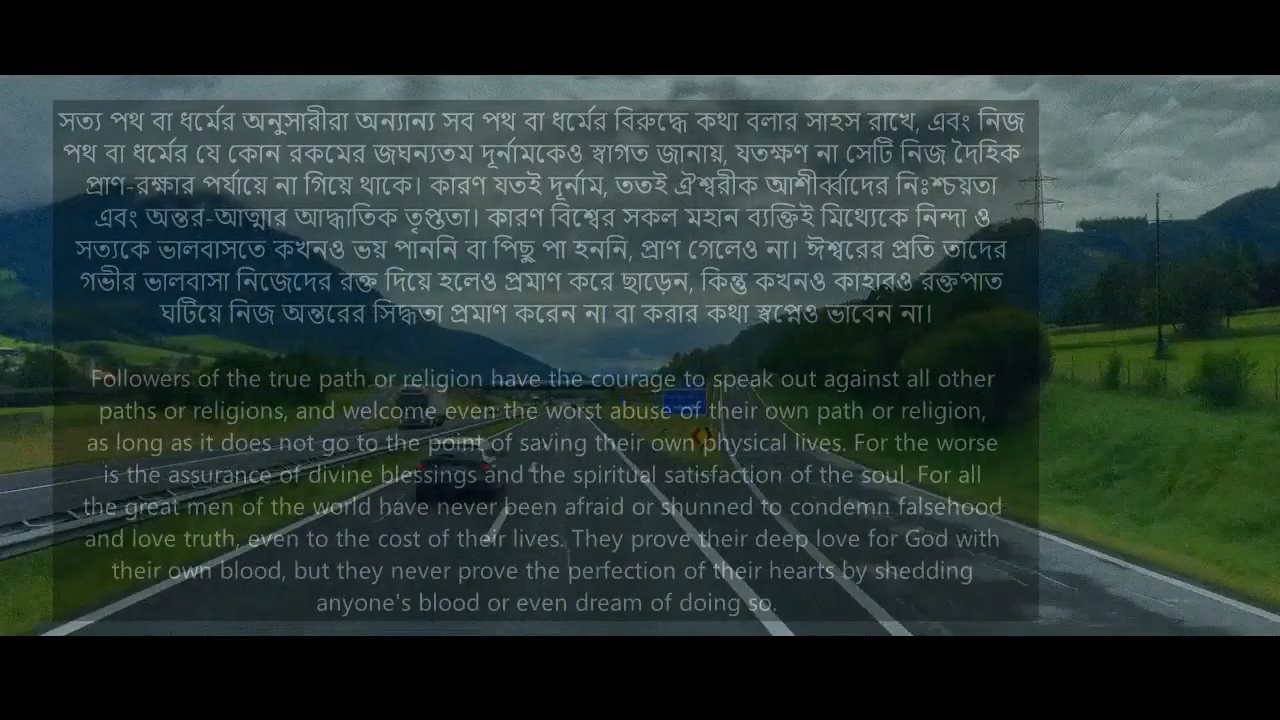 সত্য পথ বা ধর্মের অনুসারীরা অন্যান্য সব পথ বা ধর্মের বিরুদ্ধে কথা বলার সাহস রাখে, এবং নিজ
পথ বা ধর্মের যে কোন রকমের জঘন্যতম দূর্নামকেও স্বাগত জানায়, যতক্ষণ না সেটি নিজ দৈহিক
প্রাণ-রক্ষার পর্যায়ে না গিয়ে থাকে। কারণ যতই দূর্নাম, ততই ঐশ্বরীক আশীর্ব্বাদের নিঃশ্চয়তা
এবং অন্তর-আত্মার আদ্ধাতিক তৃপ্ততা। কারণ বিশ্বের সকল মহান ব্যক্তিই মিথ্যেকে নিন্দা ও
সত্যকে ভালবাসতে কখনও ভয় পাননি বা পিছু পা হননি, প্রাণ গেলেও না। ঈশ্বরের প্রতি তাদের
গভীর ভালবাসা নিজেদের রক্ত দিয়ে হলেও প্রমাণ করে ছাড়েন, কিন্তু কখনও কাহারও রক্তপাত
ঘটিয়ে নিজ অন্তরের সিদ্ধতা প্রমাণ করেন না বা করার কথা স্বপ্নেও ভাবেন না।
Followers of the true path or religion have the courage to speak out against all other
paths or religions, and welcome even the worst abuse of their own path or religion,
as long as it does not go to the point of saving their own physical lives. For the worse
is the assurance of divine blessings and the spiritual satisfaction of the soul. For all
the great men of the world have never been afraid or shunned to condemn falsehood
and love truth, even to the cost of their lives. They prove their deep love for God with
their own blood, but they never prove the perfection of their hearts by shedding
anyone's blood or even dream of doing so.